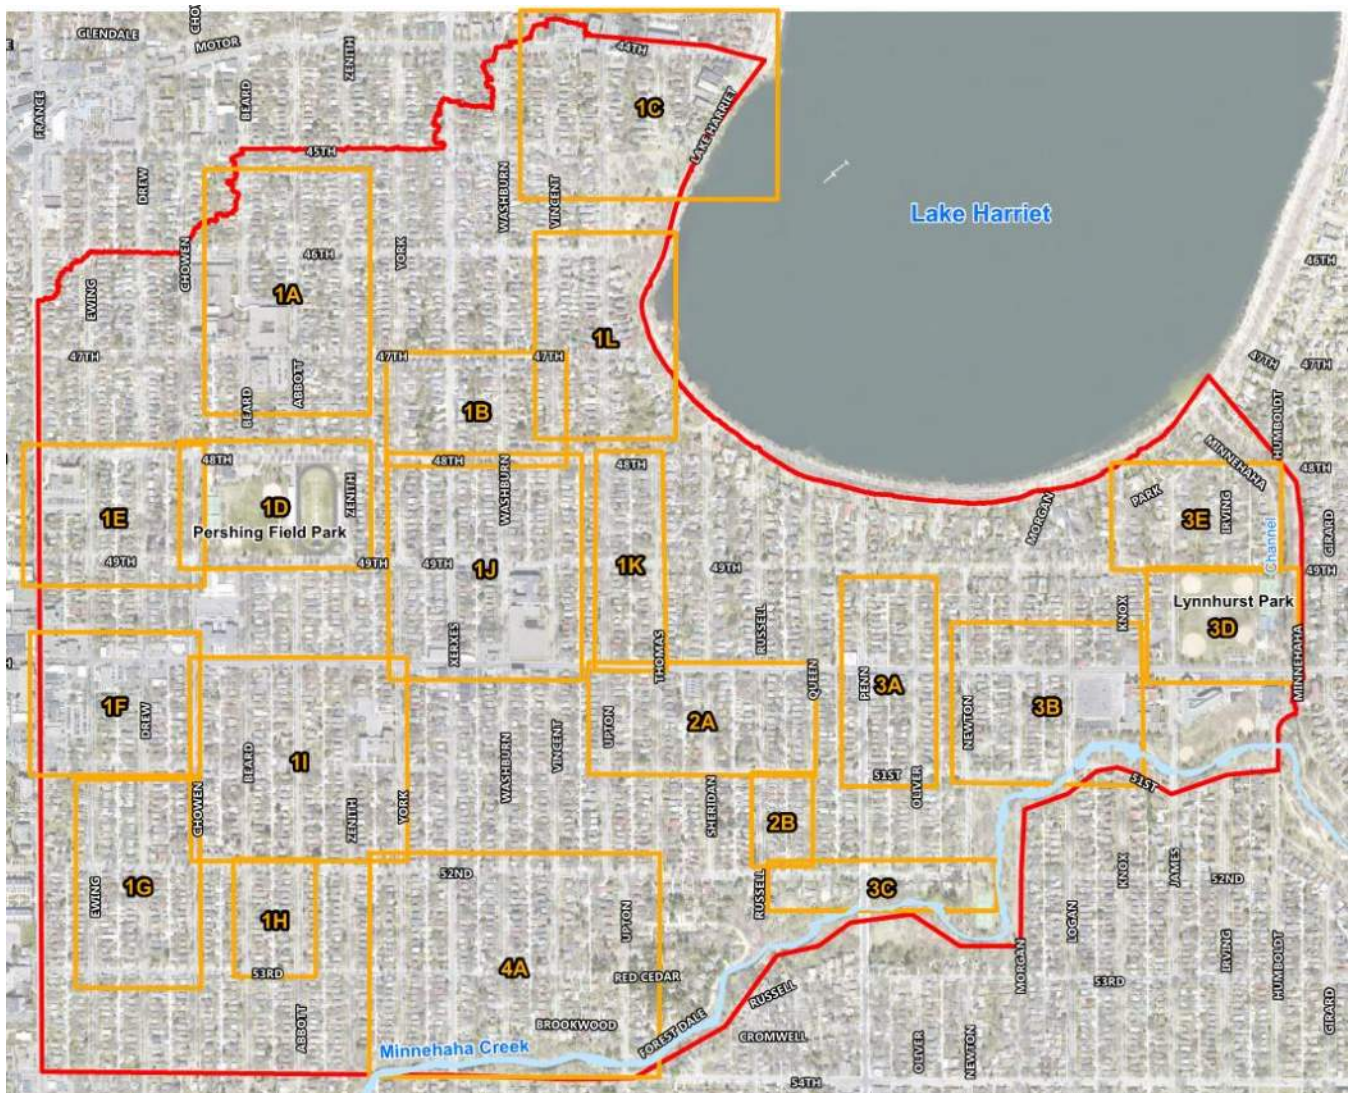 CHOW
GLENDALE
MOTOR
ZENITH
44TH
FRANCE
BEARD
1C
LAKE HARRIET
45TH
DREW
WASHBURN
VINCENT
Lake Harriet
46TH
YORK
CHOWEN
46TH
EWING
1A
1L
47TH
47TH
47TH
47TH
47TH
ABBOTT
BEARD
1B
HUMBOLDT
MINNEHAHA
48TH
48TH
48TH
48TH
WASHBURN
ZENITH
PARK
MORGAN
IRVING
1E
1D
3E
GIRARD
Pershing Field Park
Channel
49TH
49TH
49TH
1J
1K
49TH
49TH
Lynnhurst Park
3D
KNOX
XERXES
THOMAS
RUSSELL
QUEEN
PENN
3A
MINNEHAHA
1F
DREW
2A
3B
NEWTON
UPTON
VINCENT
WASHBURN
BEARD
1I
51ST
OLIVER
51ST
CHOWEN
ZENITH
YORK
SHERIDAN
2B
KNOX
JAMES
52ND
52ND
1G
EWING
RUSSELL
3C
1H
UPTON
LOGAN
IRVING
HUMBOLDT
MORGAN
53RD
4A
RED CEDAR
53RD
RUSSELL
GIRARD
ABBOTT
BROOKWOOD
FOREST DALE
CROMWELL
OLIVER
NEWTON
Minnehaha Creek
54TH